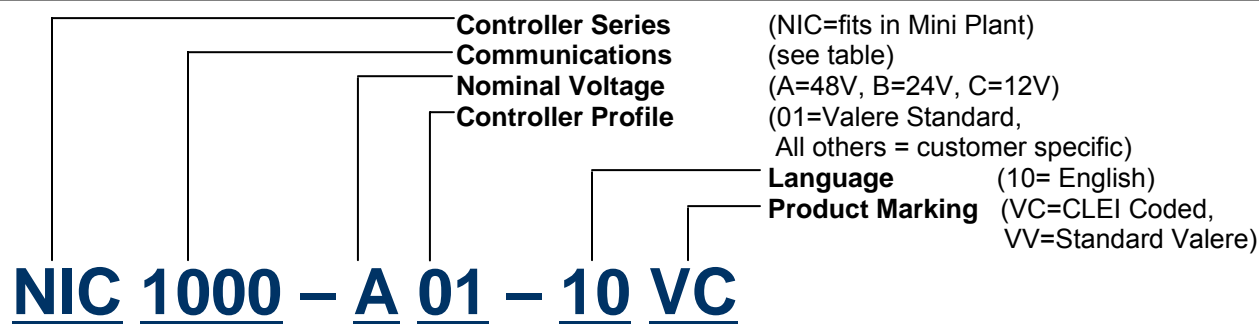 Controller Series (NIC=fits in Mini Plant)
Communications (see table)
Nominal Voltage (A=48V, B=24V, C=12V)
Controller Profile (01=Valere Standard,
All others = customer specific)
Language (10= English)
Product Marking (VC=CLEI Coded,
VV=Standard Valere)
NIC 1000 – A 01 – 10 VC